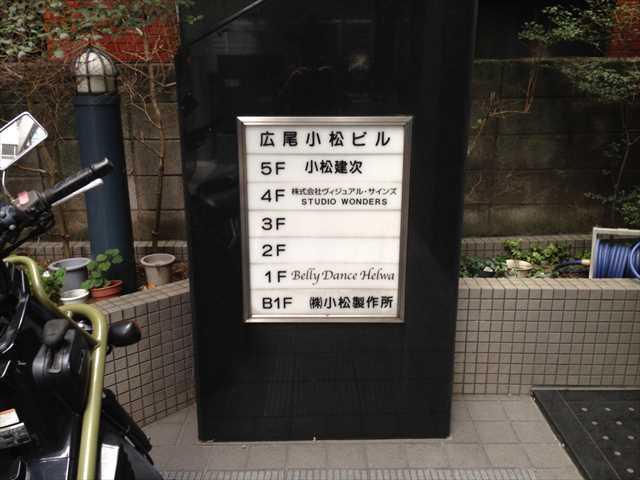 広尾小松ビル
5F 小松建次
4F 株式会社ヴィジュアル・サインズ
STUDIO WONDERS
3F
2F
1F Belly Dance Helwa
B1F ㈱小松製作所